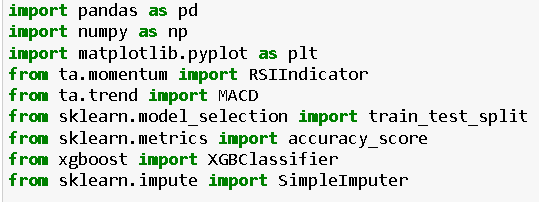 import pandas as pd
import numpy as np
import matplotlib.pyplot as plt
from ta.momentum import RSIIndicator
from ta.trend import MACD
from sklearn.model_selection import train_test_split
from sklearn.metrics import accuracy_score
from xgboost import XGBClassifier
from sklearn.impute import SimpleImputer